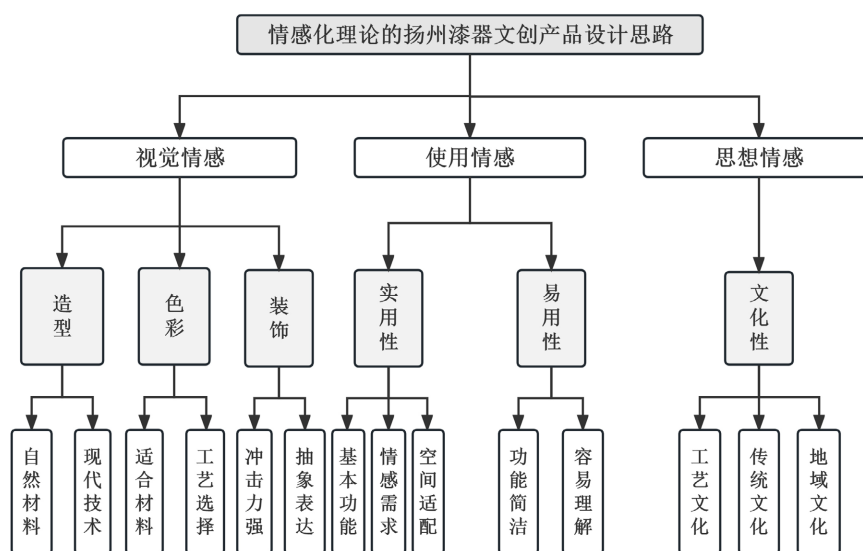 情感化理论的扬州漆器文创产品设计思路
视觉情感
使用情感
思想情感
造型
色彩
装饰
实用性
易用性
文化性
自然材料
现代技术
适合材料
工艺选择
冲击力强
抽象表达
基本功能
情感需求
空间适配
功能简洁
容易理解
工艺文化
传统文化
地域文化